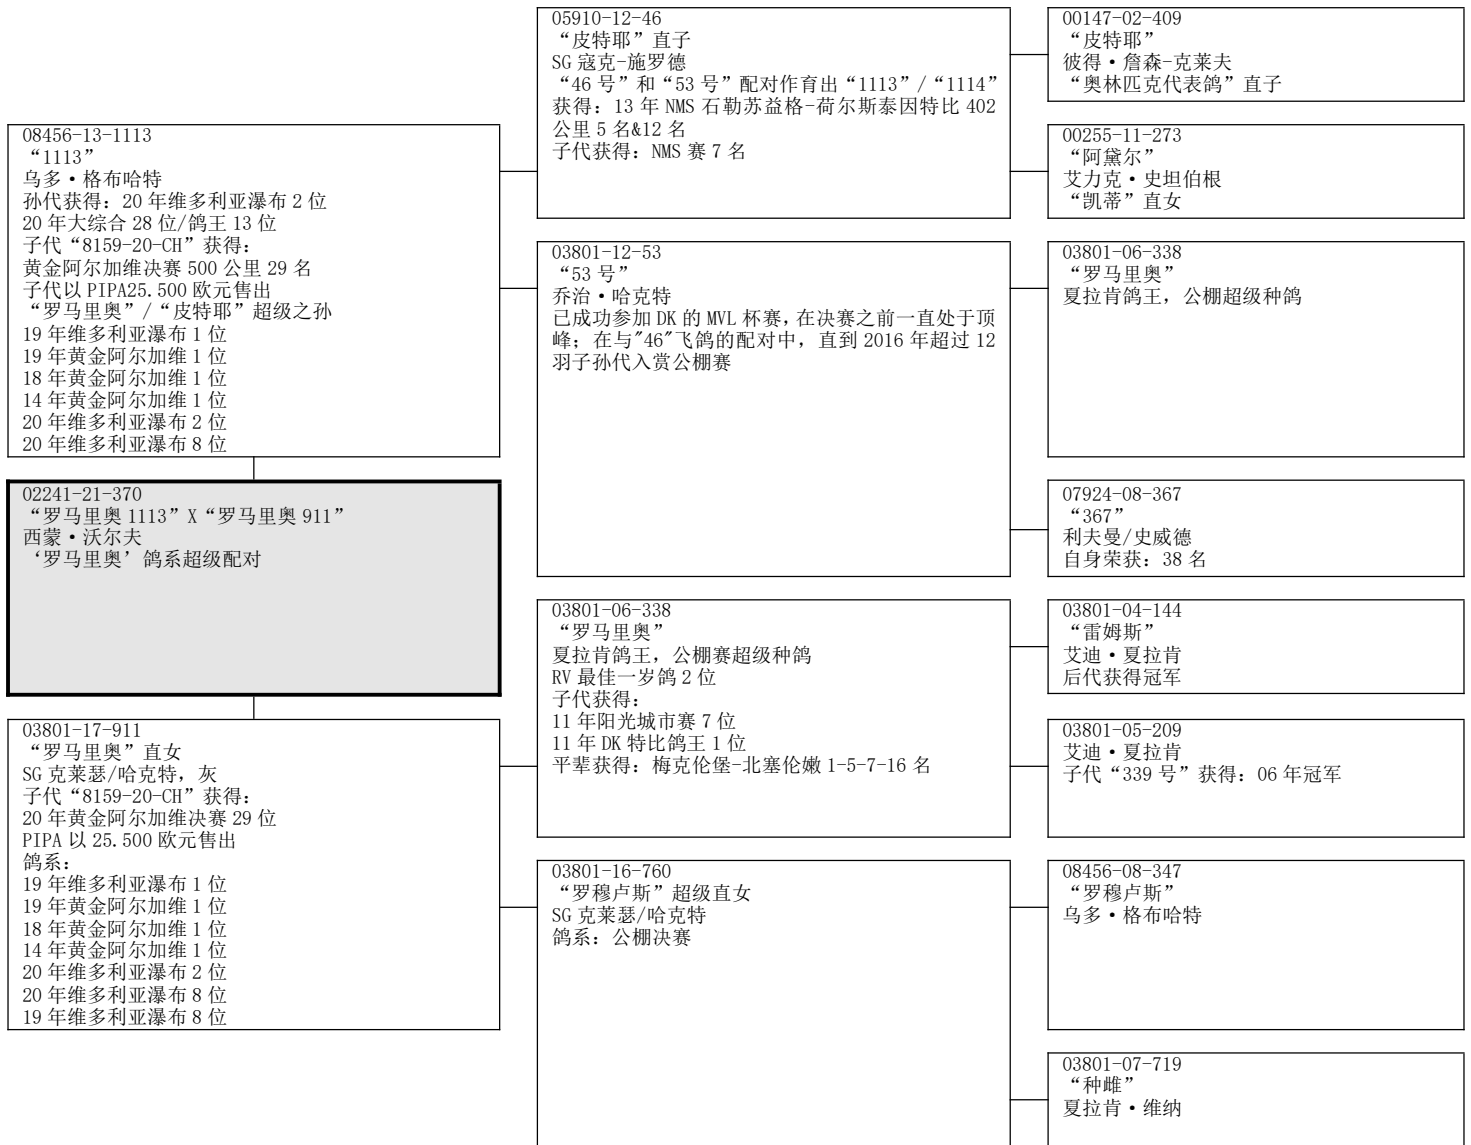 08456-13-1113
“1113”
乌多·格布哈特
孙代获得：20 年维多利亚瀑布 2 位
20 年大综合 28 位/鸽王 13 位
子代“8159-20-CH”获得：
黄金阿尔加维决赛 500 公里 29 名
子代以 PIPA25.500 欧元售出
“罗马里奥”/“皮特耶”超级之孙
19 年维多利亚瀑布 1 位
19 年黄金阿尔加维 1 位
18 年黄金阿尔加维 1 位
14 年黄金阿尔加维 1 位
20 年维多利亚瀑布 2 位
20 年维多利亚瀑布 8 位
02241-21-370
“罗马里奥 1113”X“罗马里奥 911”
西蒙·沃尔夫
‘罗马里奥’鸽系超级配对
03801-17-911
“罗马里奥”直女
SG 克莱瑟/哈克特，灰
子代“8159-20-CH”获得：
20 年黄金阿尔加维决赛 29 位
PIPA 以 25.500 欧元售出
鸽系：
19 年维多利亚瀑布 1 位
19 年黄金阿尔加维 1 位
18 年黄金阿尔加维 1 位
14 年黄金阿尔加维 1 位
20 年维多利亚瀑布 2 位
20 年维多利亚瀑布 8 位
19 年维多利亚瀑布 8 位
05910-12-46
“皮特耶”直子
SG 寇克-施罗德
“46 号”和“53 号”配对作育出“1113”/“1114”
获得：13 年 NMS 石勒苏益格-荷尔斯泰因特比 402
公里 5 名&12 名
子代获得：NMS 赛 7 名
03801-12-53
“53 号”
乔治·哈克特
已成功参加 DK 的 MVL 杯赛，在决赛之前一直处于顶
峰；在与"46"飞鸽的配对中，直到 2016 年超过 12
羽子孙代入赏公棚赛
03801-06-338
“罗马里奥”
夏拉肯鸽王，公棚赛超级种鸽
RV 最佳一岁鸽 2 位
子代获得：
11 年阳光城市赛 7 位
11 年 DK 特比鸽王 1 位
平辈获得：梅克伦堡-北塞伦嫩 1-5-7-16 名
03801-16-760
“罗穆卢斯”超级直女
SG 克莱瑟/哈克特
鸽系：公棚决赛
00147-02-409
“皮特耶”
彼得·詹森-克莱夫
“奥林匹克代表鸽”直子
00255-11-273
“阿黛尔”
艾力克·史坦伯根
“凯蒂”直女
03801-06-338
“罗马里奥”
夏拉肯鸽王，公棚超级种鸽
07924-08-367
“367”
利夫曼/史威德
自身荣获：38 名
03801-04-144
“雷姆斯”
艾迪·夏拉肯
后代获得冠军
03801-05-209
艾迪·夏拉肯
子代“339 号”获得：06 年冠军
08456-08-347
“罗穆卢斯”
乌多·格布哈特
03801-07-719
“种雌”
夏拉肯·维纳